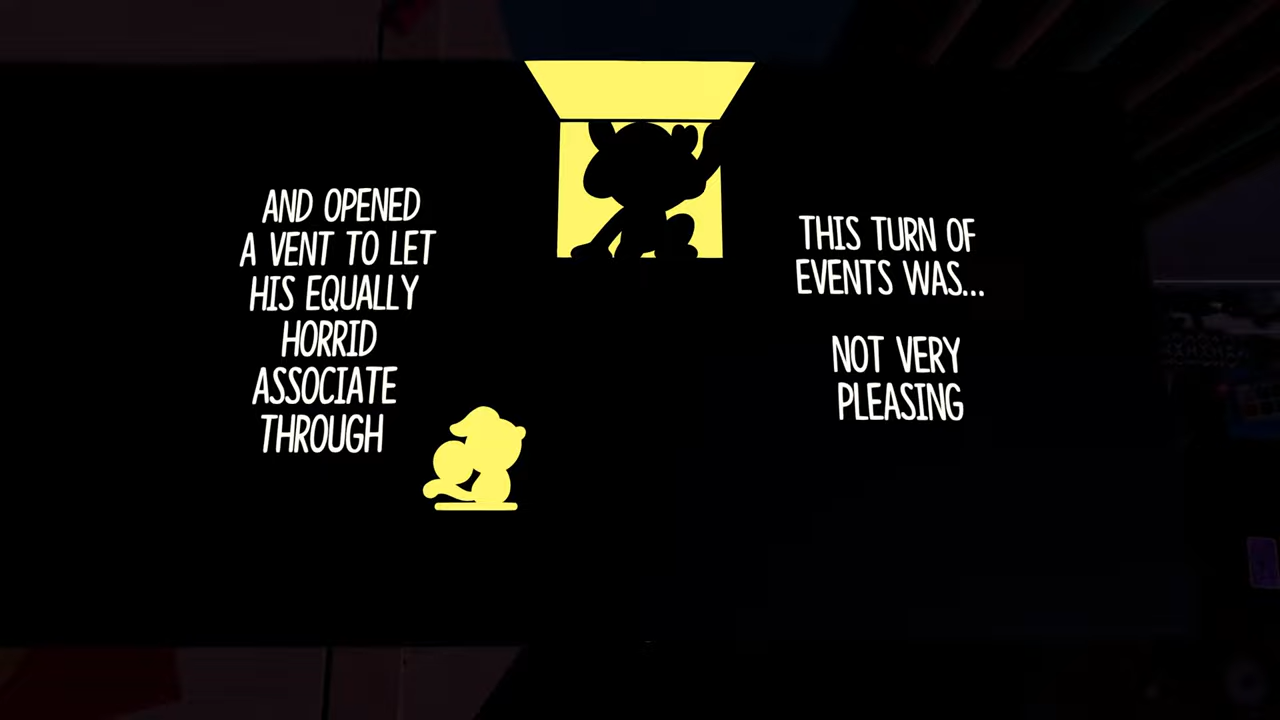 AND OPENED
A VENT TO LET
HIS EQUALLY
HORRID
ASSOCIATE
THROUGH
THIS TURN OF
EVENTS WAS...
NOT VERY
PLEASING